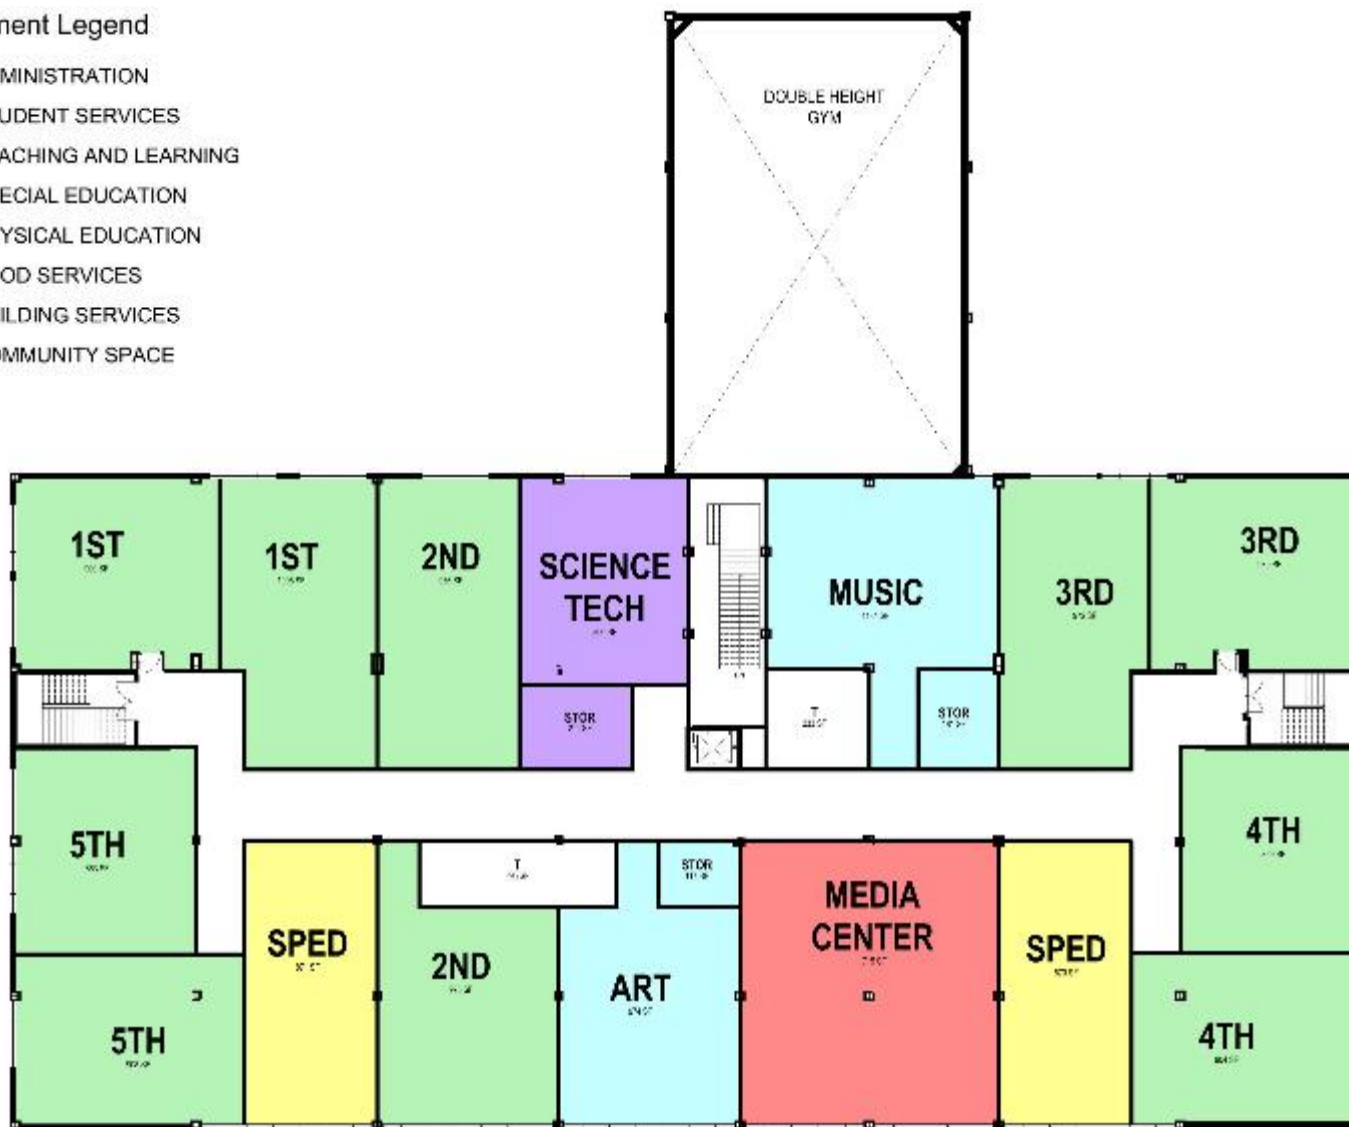 ment Legend
MINISTRATION
UDENT SERVICES
ACHING AND LEARNING
ECIAL EDUCATION
YSICAL EDUCATION
OD SERVICES
ILDING SERVICES
OMMUNITY SPACE
DOUBLE HEIGHT
GYM
1ST
1ST
2ND
SCIENCE
TECH
STOR
MUSIC
T
STOR
3RD
3RD
5TH
4TH
SPED
T
STOR
2ND
ART
MEDIA
CENTER
SPED
5TH
4TH